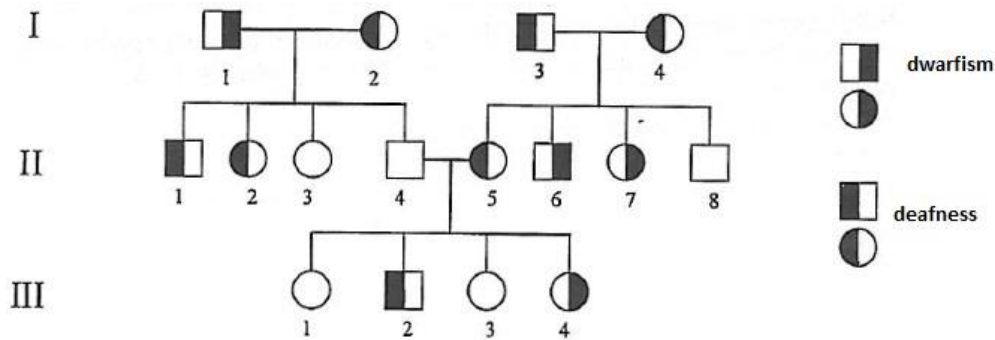 I
1 2 3 4
dwarfism
II
1 2 3 4 5 6 7 8
deafness
III
1 2 3 4